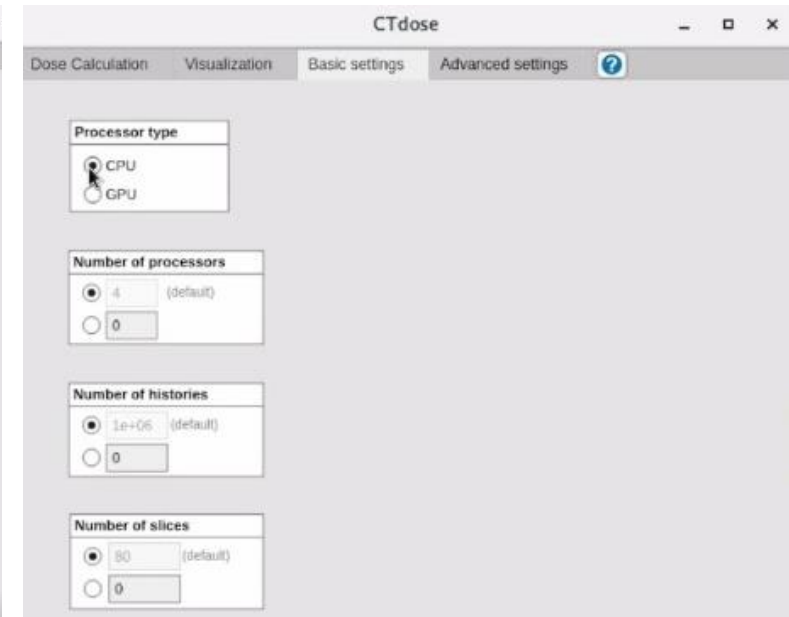 CTdose
Dose Calculation Visualization Basic settings Advanced settings ?
Processor type
CPU
GPU
Number of processors
4 (default)
0
Number of histories
1e+06 (default)
0
Number of slices
80 (default)
0